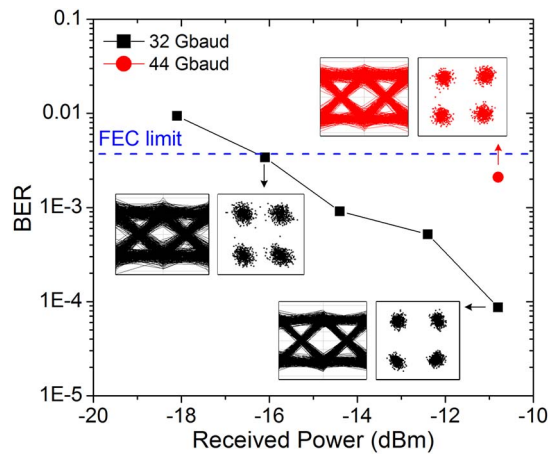 0.1
32 Gbaud
44 Gbaud
0.01
FEC limit
BER
1E-3
1E-4
1E-5
-20
-18
-16
-14
-12
-10
Received Power (dBm)